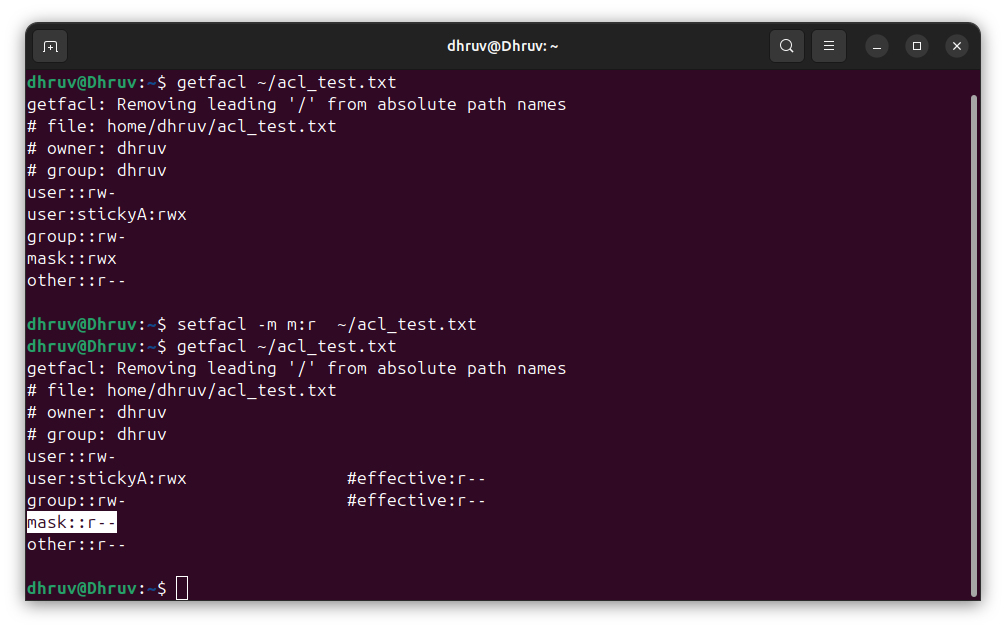 dhruv@Dhruv: ~
dhruv@Dhruv:~$ getfacl ~/acl_test.txt
getfacl: Removing leading '/' from absolute path names
# file: home/dhruv/acl_test.txt
# owner: dhruv
# group: dhruv
user::rw-
user:stickyA:rwx
group::rw-
mask::rwx
other::r--
dhruv@Dhruv:~$ setfacl -m m:r  ~/acl_test.txt
dhruv@Dhruv:~$ getfacl ~/acl_test.txt
getfacl: Removing leading '/' from absolute path names
# file: home/dhruv/acl_test.txt
# owner: dhruv
# group: dhruv
user::rw-
user:stickyA:rwx                #effective:r--
group::rw-                      #effective:r--
mask::r--
other::r--
dhruv@Dhruv:~$